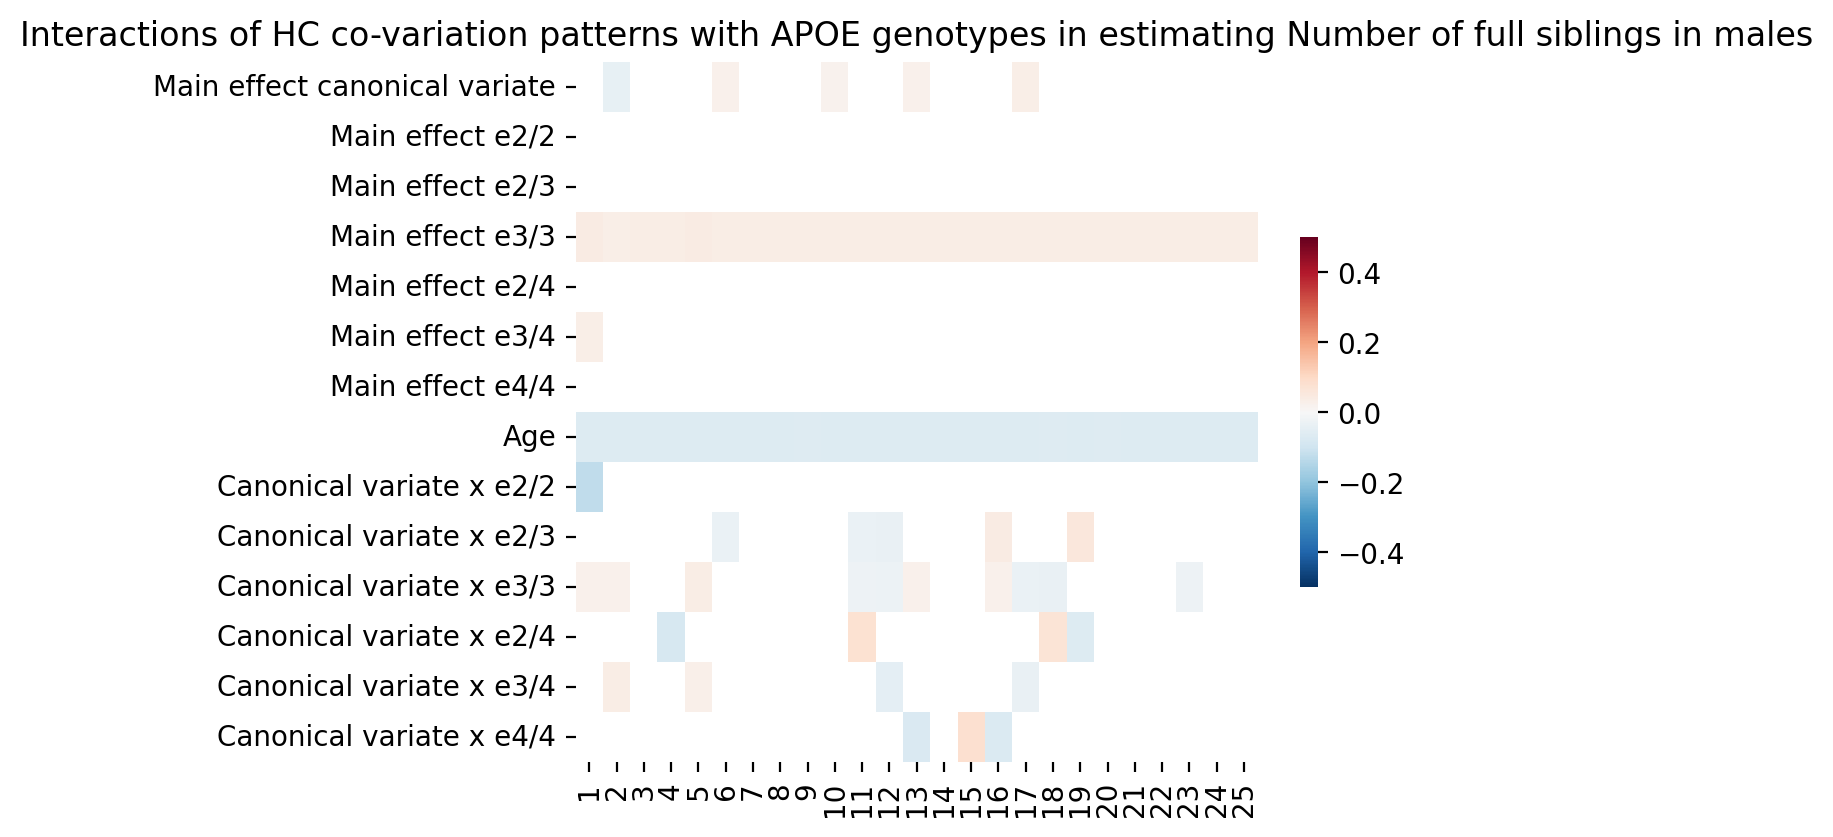 Interactions of HC co-variation patterns with APOE genotypes in estimating Number of full siblings in males
Main effect canonical variate
Main effect e2/2
Main effect e2/3
Main effect e3/3
Main effect e2/4
Main effect e3/4
Main effect e4/4
Age
Canonical variate x e2/2
Canonical variate x e2/3
Canonical variate x e3/3
Canonical variate x e2/4
Canonical variate x e3/4
Canonical variate x e4/4
1 2 3 4 5 6 7 8 9 10 11 12 13 14 15 16 17 18 19 20 21 22 23 24 25
0.4
0.2
0.0
−0.2
−0.4